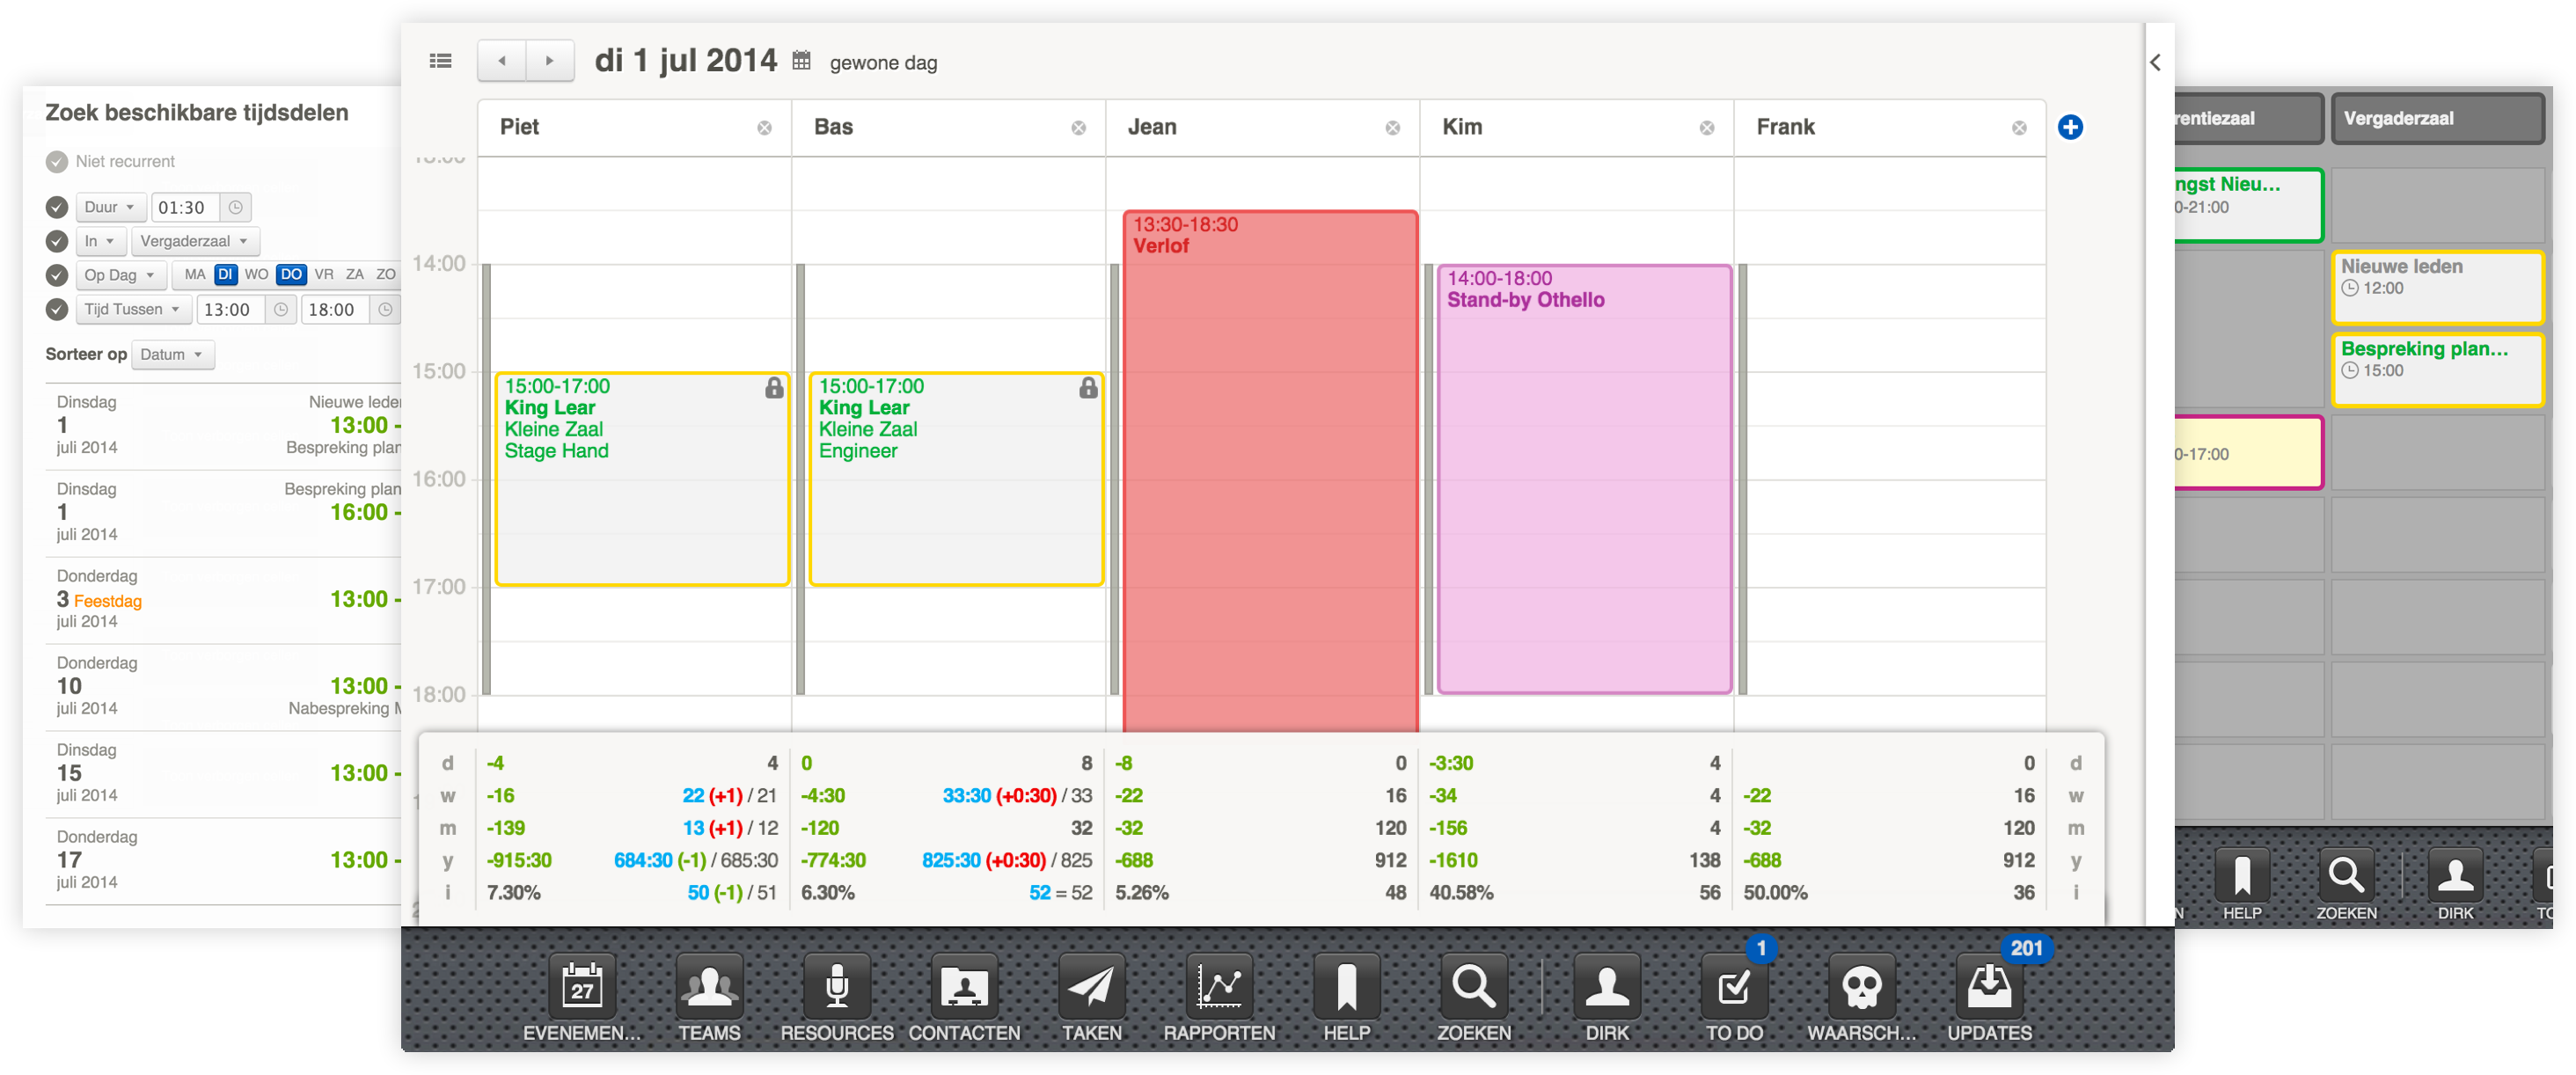 Zoek beschikbare tijdsdelen
Niet recurrent
Duur 01:30
In Vergaderzaal
Op Dag MA DI WO DO VR ZA ZO
Tijd Tussen 13:00 18:00
Sorteer op Datum
Dinsdag
1
juli 2014
Nieuwe leden
13:00 -
Bespreking plan
Dinsdag
1
juli 2014
Bespreking plan
16:00 -
Donderdag
3 Feestdag
juli 2014
13:00 -
Donderdag
10
juli 2014
13:00 -
Nabespreking M
Dinsdag
15
juli 2014
13:00 -
Donderdag
17
juli 2014
13:00 -
di 1 jul 2014 gewone dag
Piet Bas Jean Kim Frank
13:00
14:00
15:00
16:00
17:00
18:00
15:00-17:00
King Lear
Kleine Zaal
Stage Hand
15:00-17:00
King Lear
Kleine Zaal
Engineer
13:30-18:30
Verlof
14:00-18:00
Stand-by Othello
d -4 4 0 8 -8 0 -3:30 4 0 d
w -16 22 (+1) / 21 -4:30 33:30 (+0:30) / 33 -22 16 -34 4 -22 16 w
m -139 13 (+1) / 12 -120 32 -32 120 -156 4 -32 120 m
y -915:30 684:30 (-1) / 685:30 -774:30 825:30 (+0:30) / 825 -688 912 -1610 138 -688 912 y
i 7.30% 50 (-1) / 51 6.30% 52 = 52 5.26% 48 40.58% 56 50.00% 36 i
27
1
201
EVENEMEN... TEAMS RESOURCES CONTACTEN TAKEN RAPPORTEN HELP ZOEKEN DIRK TO DO WAARSCH... UPDATES
rentiezaal
Vergaderzaal
ngst Nieu...
0-21:00
Nieuwe leden
12:00
Bespreking plan...
15:00
0-17:00
N HELP ZOEKEN DIRK TO